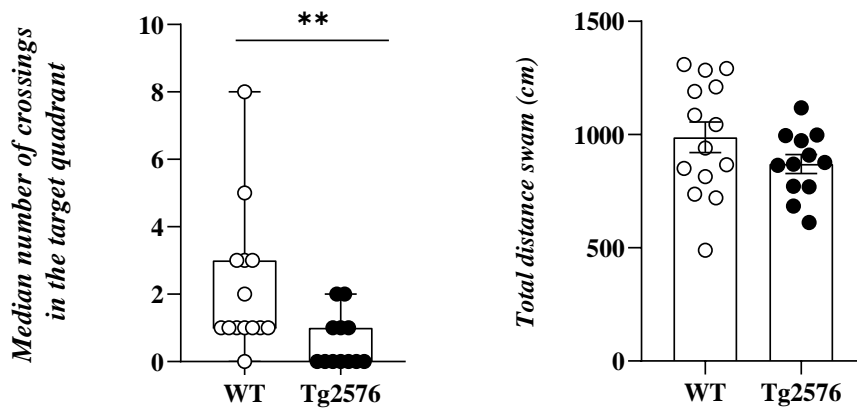 Median number of crossings
in the target quadrant
10
8
6
4
2
0
**
WT
Tg2576
Total distance swam (cm)
1500
1000
500
0
WT
Tg2576